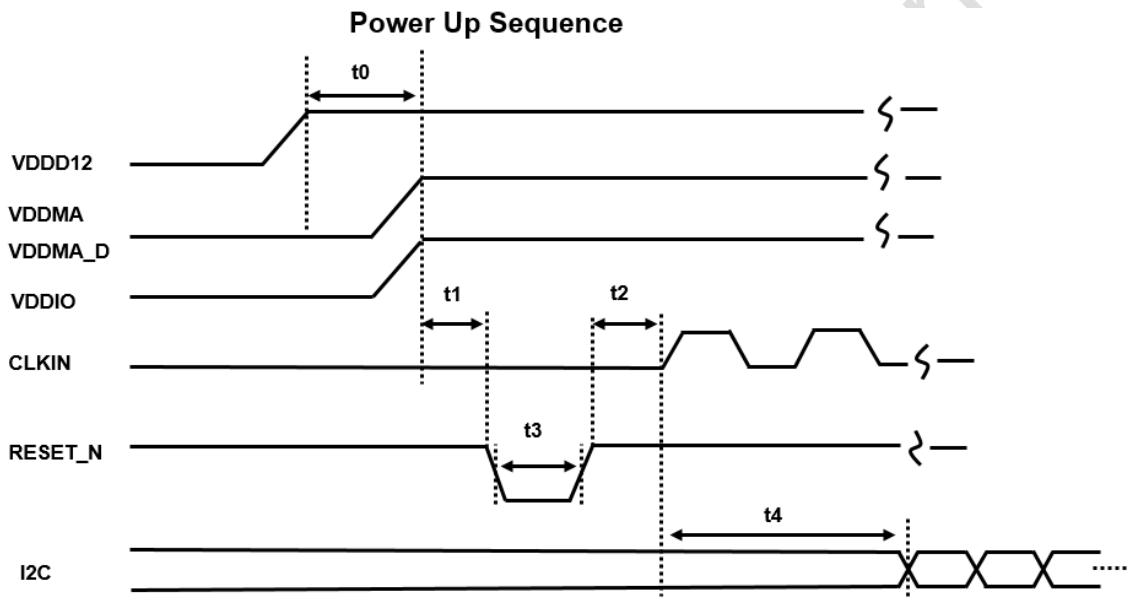 Power Up Sequence
t0
VDDD12
VDDMA
VDDMA_D
VDDIO
t1
t2
CLKIN
t3
RESET_N
t4
I2C